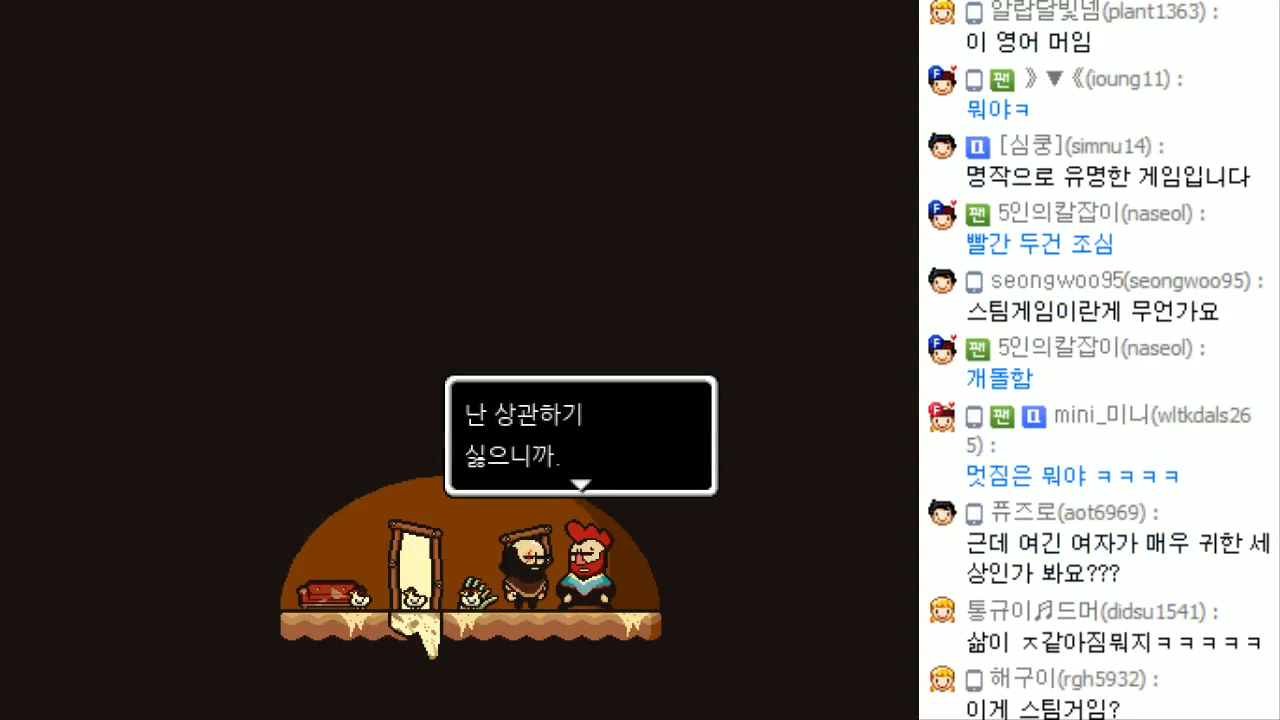 난 상관하기
싫으니까.
알랍달빛넴(plant1363) :
이 영어 머임
팬 》▼《(ioung11) :
뭐야ㅋ
[심쿵](simnu14) :
명작으로 유명한 게임입니다
팬 5인의칼잡이(naseol) :
빨간 두건 조심
seongwoo95(seongwoo95) :
스팀게임이란게 무언가요
팬 5인의칼잡이(naseol) :
개돌함
팬 mini_미니(wltkdals26
5) :
멋짐은 뭐야 ㅋㅋㅋㅋ
퓨즈로(aot6969) :
근데 여긴 여자가 매우 귀한 세
상인가 봐요???
통규이♬드머(didsu1541) :
삶이 ㅈ같아짐뭐지ㅋㅋㅋㅋㅋ
해구이(rgh5932) :
이게 스팀거임?